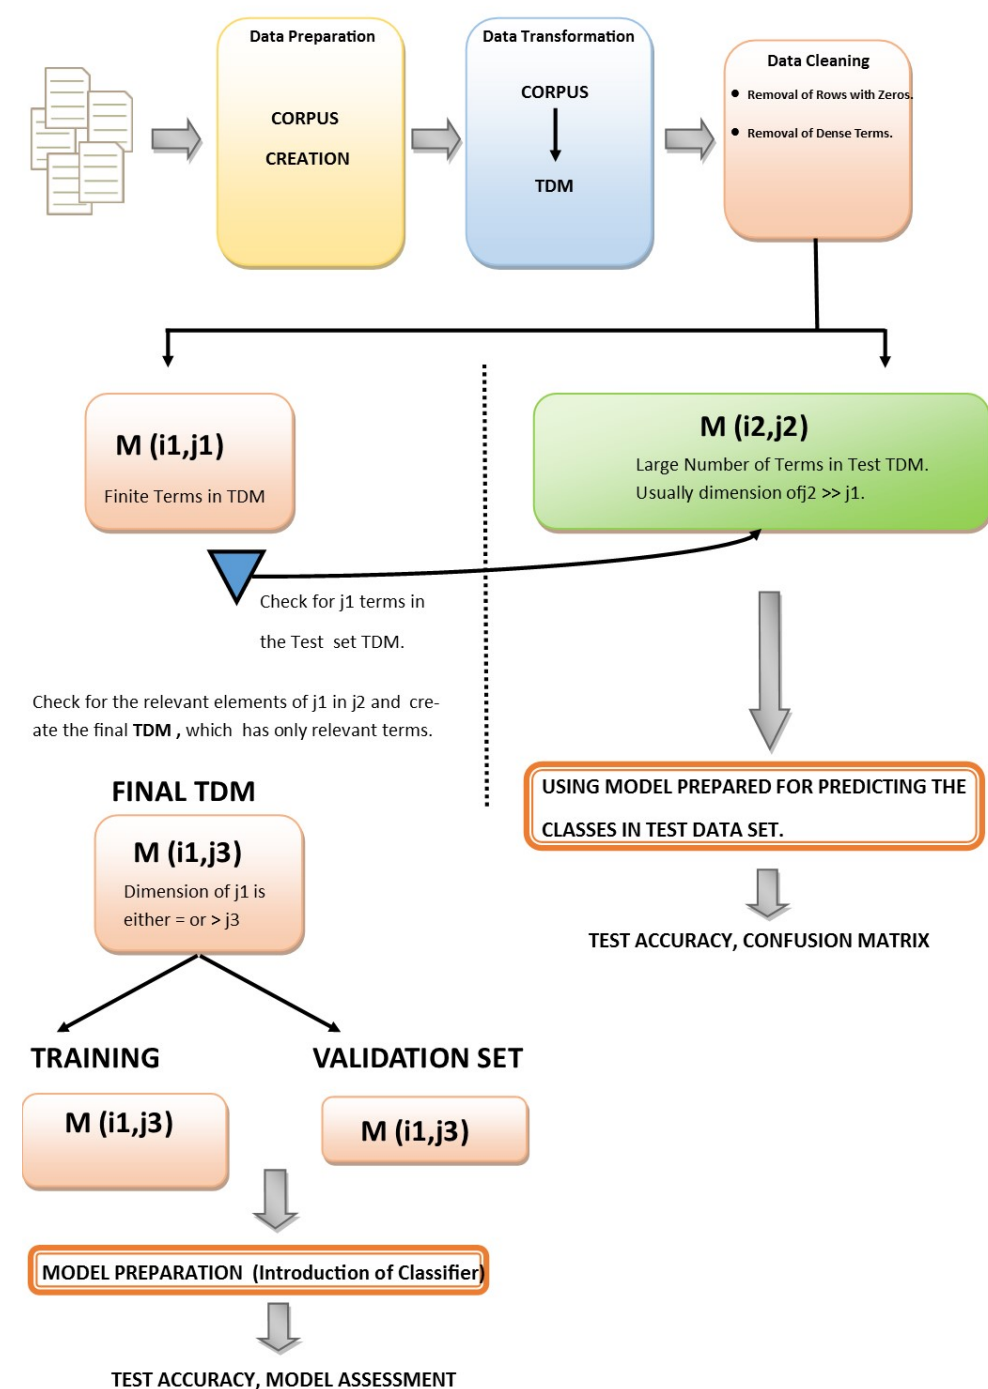 Data Preparation
CORPUS
CREATION
Data Transformation
CORPUS
TDM
Data Cleaning
● Removal of Rows with Zeros.
● Removal of Dense Terms.
M (i1,j1)
Finite Terms in TDM
M (i2,j2)
Large Number of Terms in Test TDM.
Usually dimension ofj2 >> j1.
Check for j1 terms in
the Test set TDM.
Check for the relevant elements of j1 in j2 and cre-
ate the final TDM , which has only relevant terms.
USING MODEL PREPARED FOR PREDICTING THE
CLASSES IN TEST DATA SET.
TEST ACCURACY, CONFUSION MATRIX
FINAL TDM
M (i1,j3)
Dimension of j1 is
either = or > j3
TRAINING
M (i1,j3)
VALIDATION SET
M (i1,j3)
MODEL PREPARATION (Introduction of Classifier)
TEST ACCURACY, MODEL ASSESSMENT